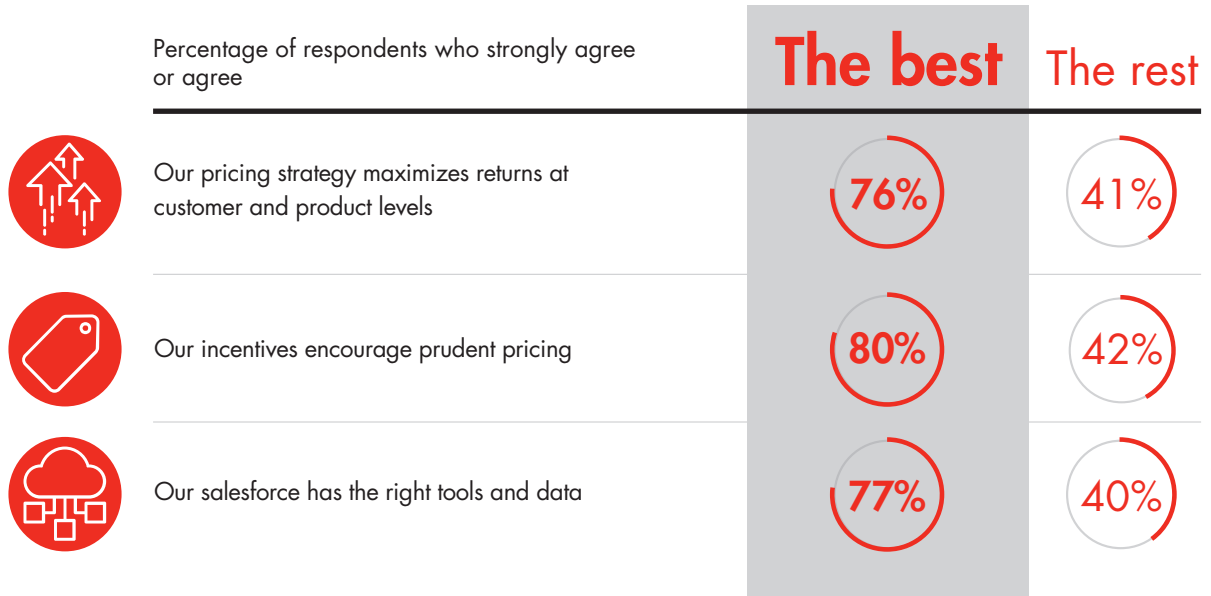 Percentage of respondents who strongly agree
or agree
The best
The rest
Our pricing strategy maximizes returns at
customer and product levels
76%
41%
Our incentives encourage prudent pricing
80%
42%
Our salesforce has the right tools and data
77%
40%